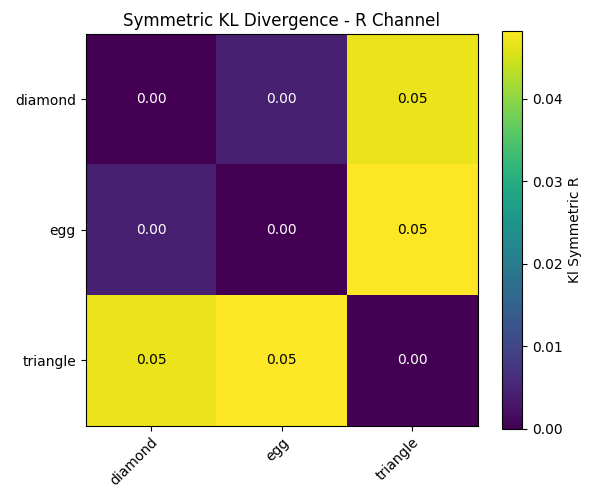 Symmetric KL Divergence - R Channel
diamond
0.00 0.00 0.05
egg
0.00 0.00 0.05
triangle
0.05 0.05 0.00
diamond egg triangle
0.04
0.03
0.02
0.01
0.00
Kl Symmetric R